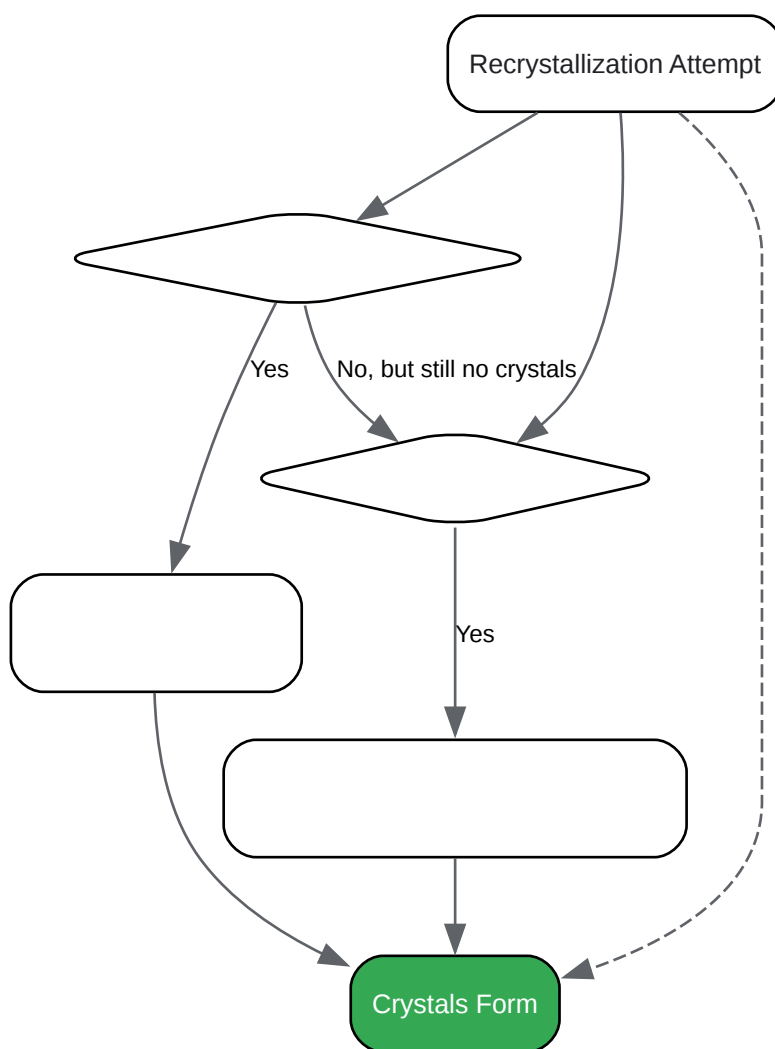 Recrystallization Attempt
Yes
No, but still no crystals
Yes
Crystals Form